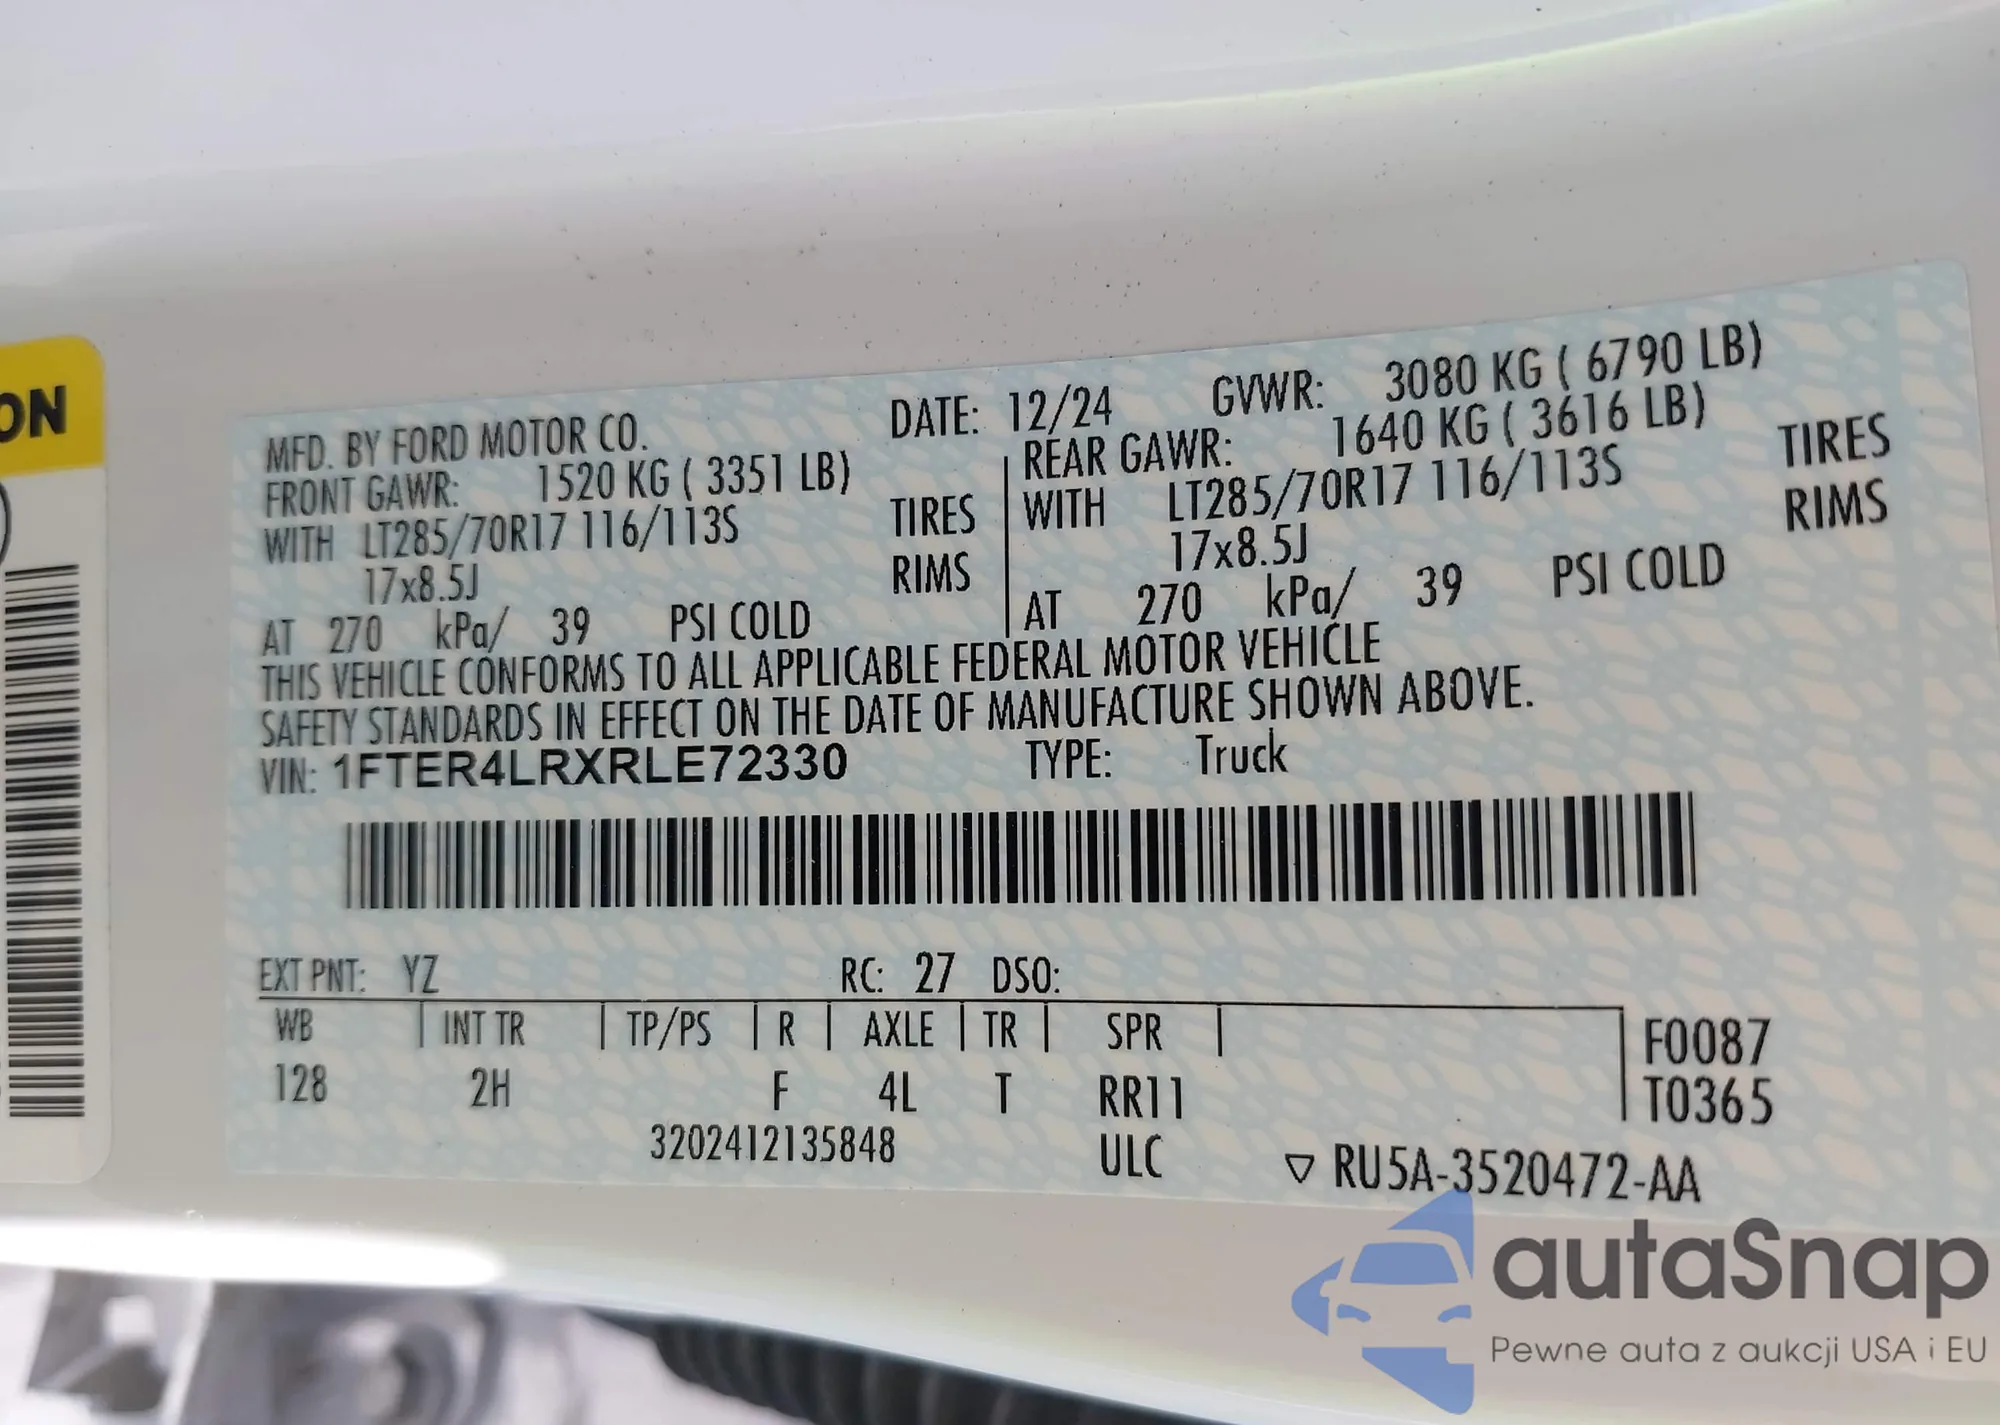 ON
MFD. BY FORD MOTOR CO. DATE: 12/24 GVWR: 3080 KG ( 6790 LB)
FRONT GAWR: 1520 KG ( 3351 LB) REAR GAWR: 1640 KG ( 3616 LB)
WITH LT285/70R17 116/113S TIRES WITH LT285/70R17 116/113S TIRES
17x8.5J RIMS 17x8.5J RIMS
AT 270 kPa/ 39 PSI COLD AT 270 kPa/ 39 PSI COLD
THIS VEHICLE CONFORMS TO ALL APPLICABLE FEDERAL MOTOR VEHICLE
SAFETY STANDARDS IN EFFECT ON THE DATE OF MANUFACTURE SHOWN ABOVE.
VIN: 1FTER4LRXRLE72330 TYPE: Truck
EXT PNT: YZ RC: 27 DSO:
WB | INT TR | TP/PS | R | AXLE | TR | SPR | F0087
128 2H F 4L T RR11 T0365
3202412135848 ULC ▽ RU5A-3520472-AA
autaSnap
Pewne auta z aukcji USA i EU